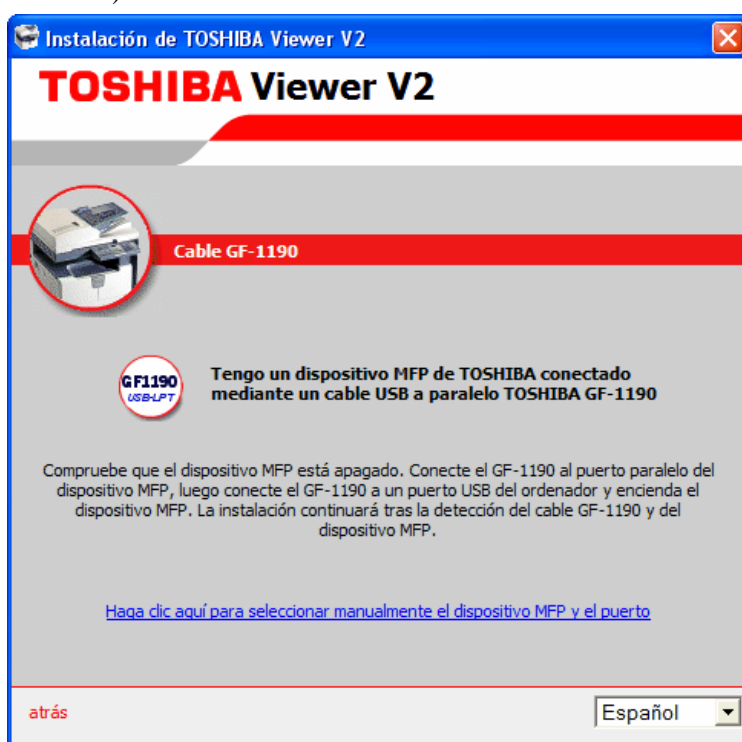 Instalación de TOSHIBA Viewer V2
TOSHIBA Viewer V2
Cable GF-1190
GF1190
USB-LPT
Tengo un dispositivo MFP de TOSHIBA conectado
mediante un cable USB a paralelo TOSHIBA GF-1190
Compruebe que el dispositivo MFP está apagado. Conecte el GF-1190 al puerto paralelo del
dispositivo MFP, luego conecte el GF-1190 a un puerto USB del ordenador y encienda el
dispositivo MFP. La instalación continuará tras la detección del cable GF-1190 y del
dispositivo MFP.
Haga clic aquí para seleccionar manualmente el dispositivo MFP y el puerto
atrás
Español